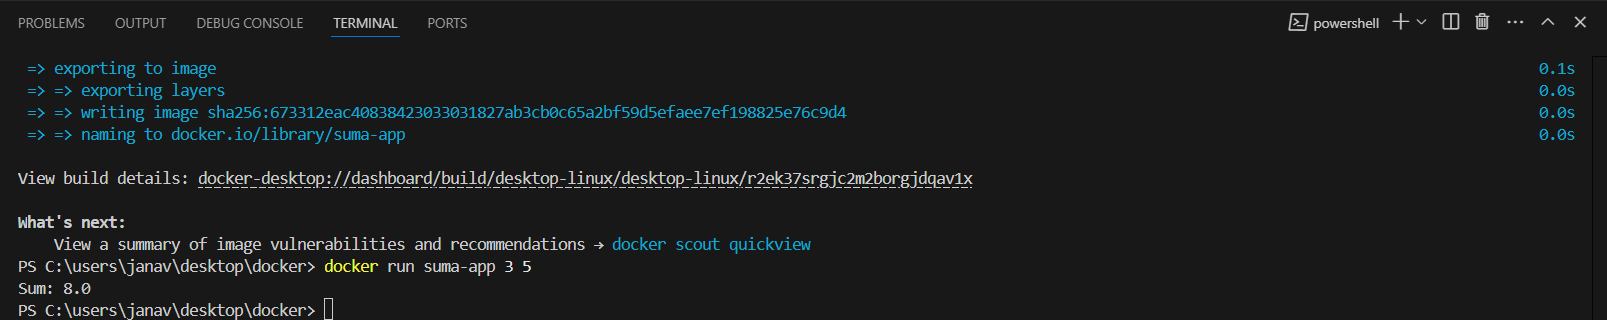 PROBLEMS OUTPUT DEBUG CONSOLE TERMINAL PORTS powershell
=> exporting to image 0.1s
=> => exporting layers 0.0s
=> => writing image sha256:673312eac40838423033031827ab3cb0c65a2bf59d5efaee7ef198825e76c9d4 0.0s
=> => naming to docker.io/library/suma-app 0.0s
View build details: docker-desktop://dashboard/build/desktop-linux/desktop-linux/r2ek37srgjc2m2borgjdqav1x
What's next:
View a summary of image vulnerabilities and recommendations → docker scout quickview
PS C:\users\janav\desktop\docker> docker run suma-app 3 5
Sum: 8.0
PS C:\users\janav\desktop\docker>